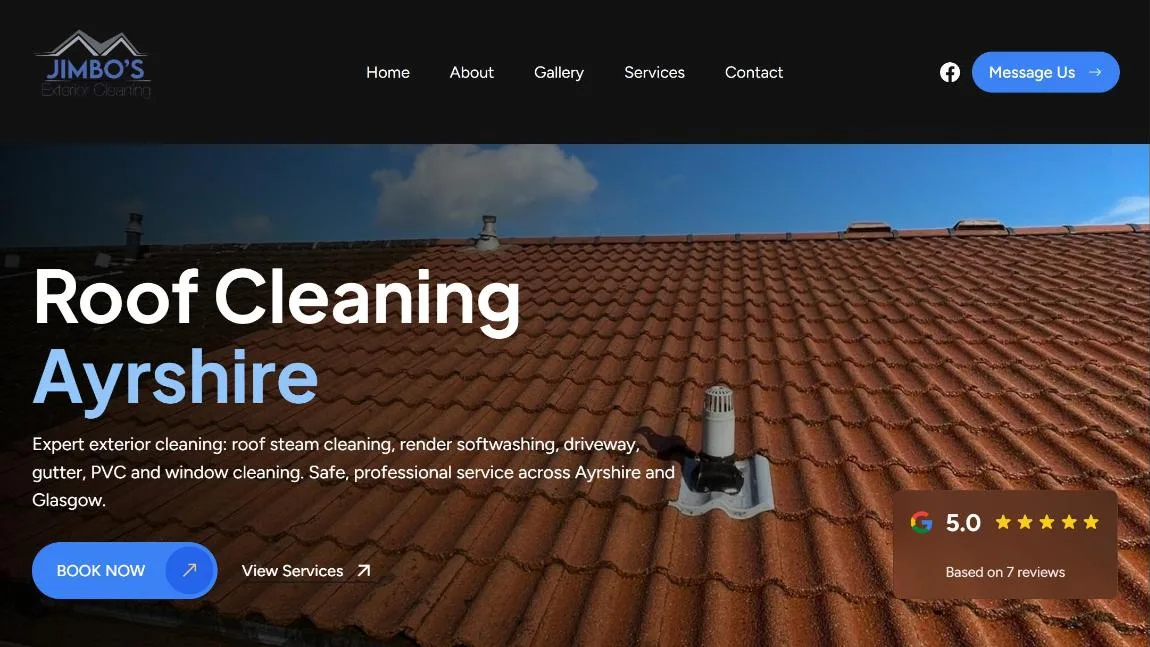 JIMBO'S
Exterior Cleaning
Home
About
Gallery
Services
Contact
Message Us
Roof Cleaning
Ayrshire
Expert exterior cleaning: roof steam cleaning, render softwashing, driveway,
gutter, PVC and window cleaning. Safe, professional service across Ayrshire and
Glasgow.
BOOK NOW
View Services
5.0
Based on 7 reviews